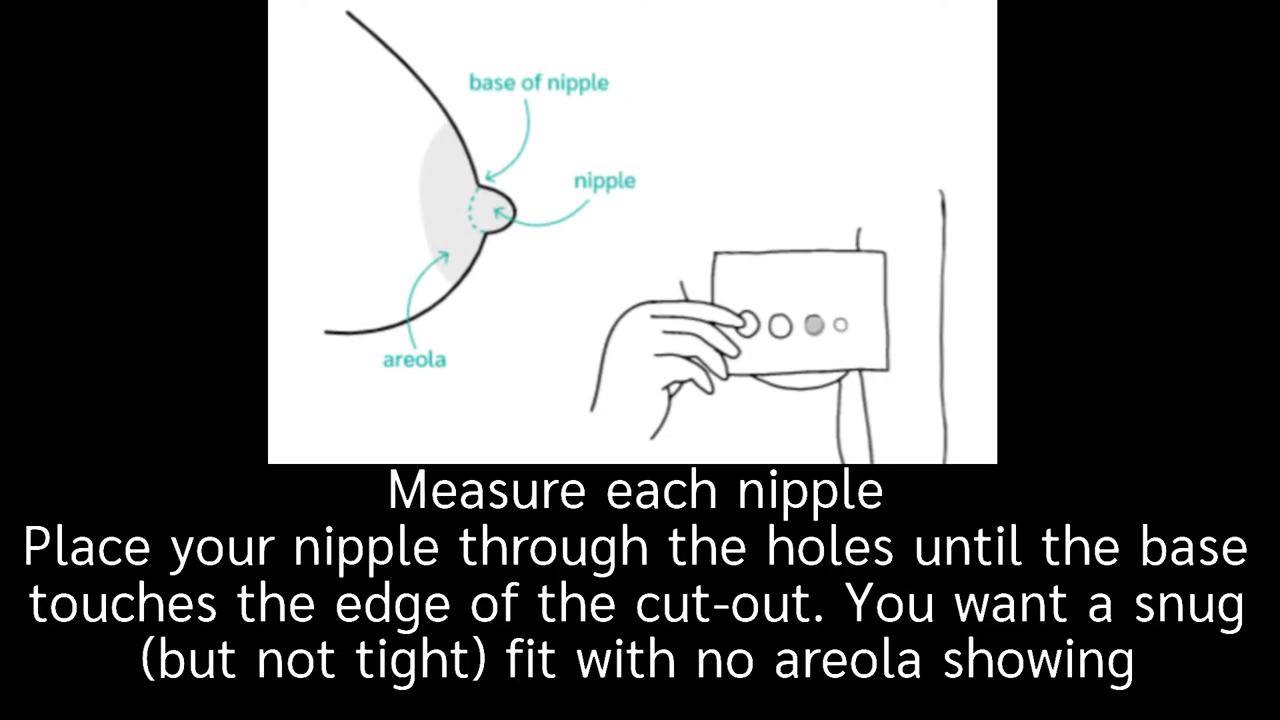 base of nipple
nipple
areola
Measure each nipple
Place your nipple through the holes until the base
touches the edge of the cut-out. You want a snug
(but not tight) fit with no areola showing